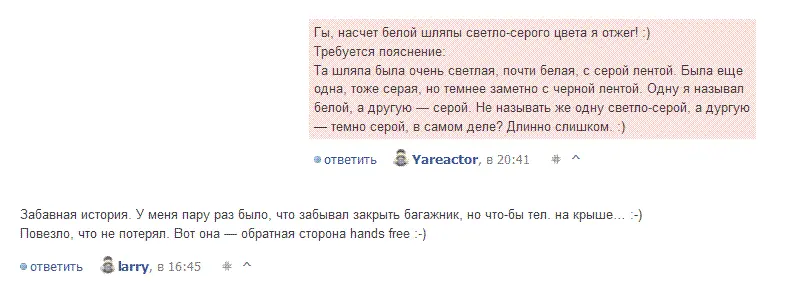 Гы, насчет белой шляпы светло-серого цвета я отжег! :)
Требуется пояснение:
Та шляпа была очень светлая, почти белая, с серой лентой. Была еще
одна, тоже серая, но темнее заметно с черной лентой. Одну я называл
белой, а другую — серой. Не называть же одну светло-серой, а дургую
— темно серой, в самом деле? Длинно слишком. :)
ответить Yareactor, в 20:41 # ^
Забавная история. У меня пару раз было, что забывал закрыть багажник, но что-бы тел. на крыше... :-)
Повезло, что не потерял. Вот она — обратная сторона hands free :-)
ответить larry, в 16:45 # ^